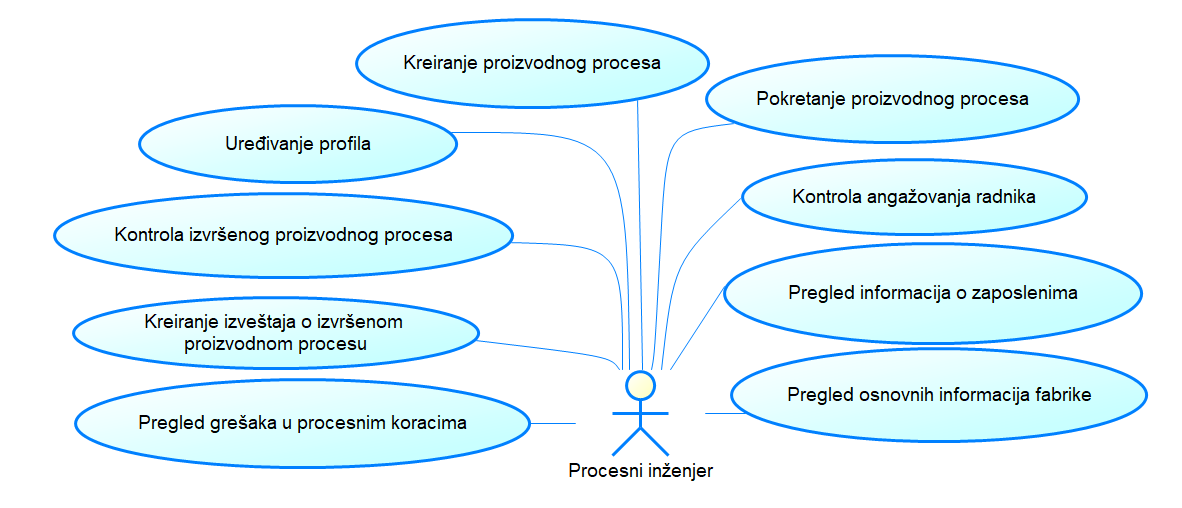 Kreiranje proizvodnog procesa
Pokretanje proizvodnog procesa
Uređivanje profila
Kontrola angažovanja radnika
Kontrola izvršenog proizvodnog procesa
Pregled informacija o zaposlenima
Kreiranje izveštaja o izvršenom
proizvodnom procesu
Pregled osnovnih informacija fabrike
Pregled grešaka u procesnim koracima
Procesni inženjer